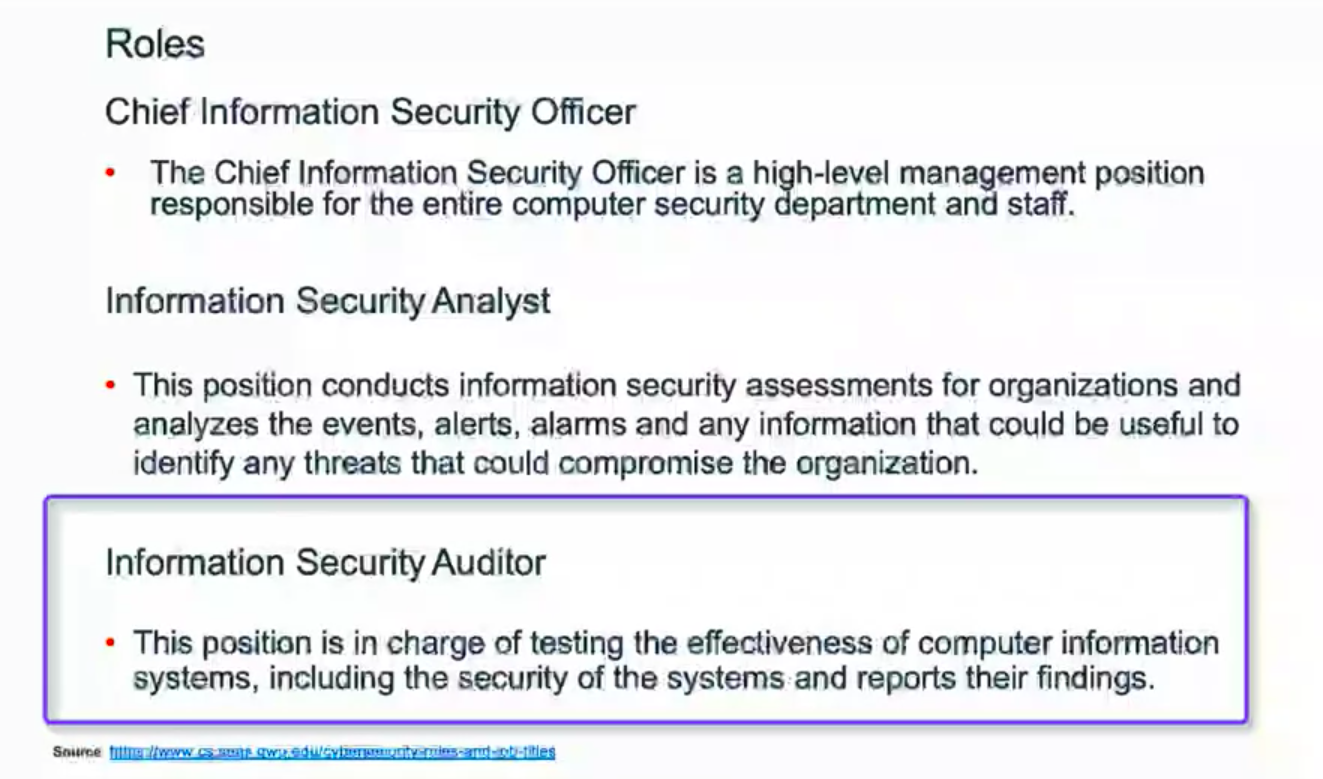 Roles
Chief Information Security Officer
• The Chief Information Security Officer is a high-level management position
responsible for the entire computer security department and staff.
Information Security Analyst
• This position conducts information security assessments for organizations and
analyzes the events, alerts, alarms and any information that could be useful to
identify any threats that could compromise the organization.
Information Security Auditor
• This position is in charge of testing the effectiveness of computer information
systems, including the security of the systems and reports their findings.
Source https://www.cs.seas.gwu.edu/cybersecurity-roles-and-job-titles